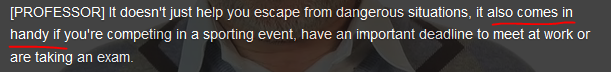 [PROFESSOR] It doesn't just help you escape from dangerous situations, it also comes in
handy if you're competing in a sporting event, have an important deadline to meet at work or
are taking an exam.